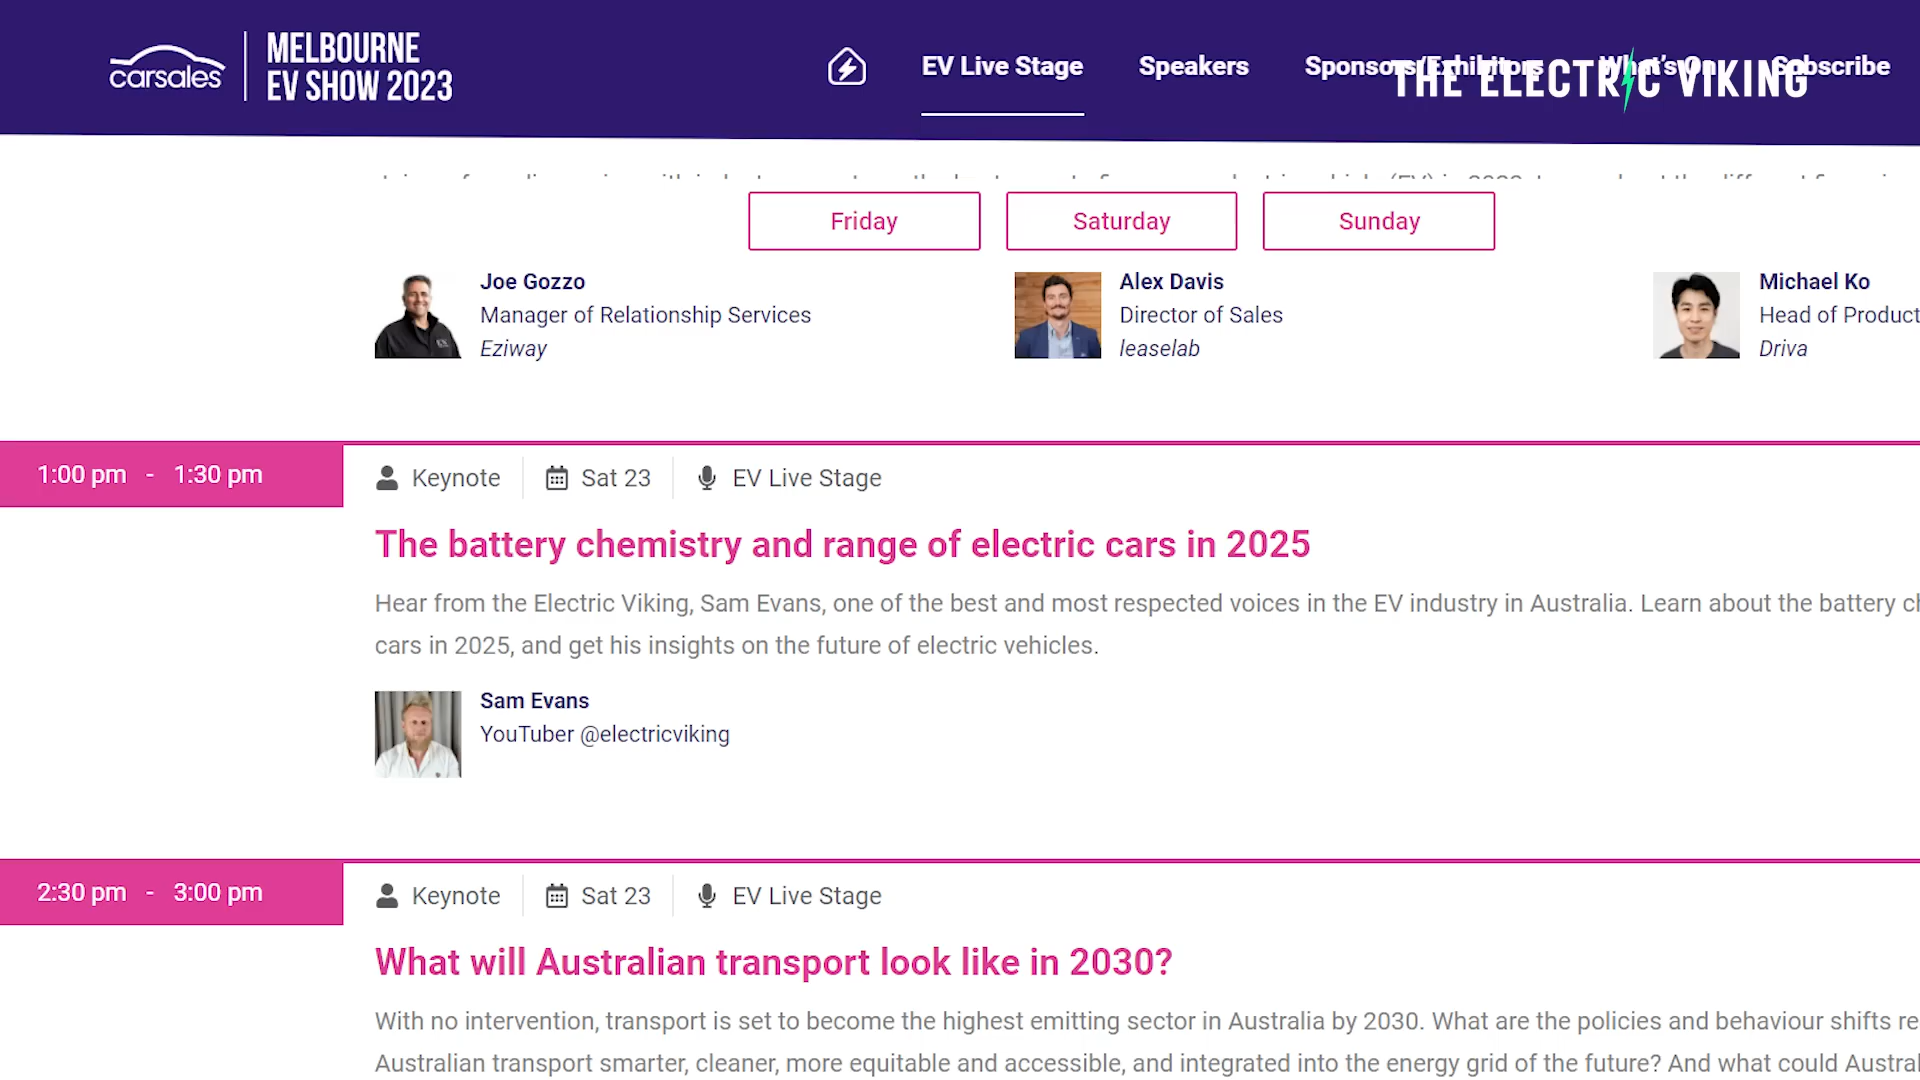 carsales
MELBOURNE
EV SHOW 2023
EV Live Stage
Speakers
Sponsors/Exhibitors
What's On
Subscribe
THE ELECTRIC VIKING
Friday
Saturday
Sunday
Joe Gozzo
Manager of Relationship Services
Eziway
Alex Davis
Director of Sales
leaselab
Michael Ko
Head of Product
Driva
1:00 pm - 1:30 pm
Keynote
Sat 23
EV Live Stage
The battery chemistry and range of electric cars in 2025
Hear from the Electric Viking, Sam Evans, one of the best and most respected voices in the EV industry in Australia. Learn about the battery ch
cars in 2025, and get his insights on the future of electric vehicles.
Sam Evans
YouTuber @electricviking
2:30 pm - 3:00 pm
Keynote
Sat 23
EV Live Stage
What will Australian transport look like in 2030?
With no intervention, transport is set to become the highest emitting sector in Australia by 2030. What are the policies and behaviour shifts re
Australian transport smarter, cleaner, more equitable and accessible, and integrated into the energy grid of the future? And what could Austral